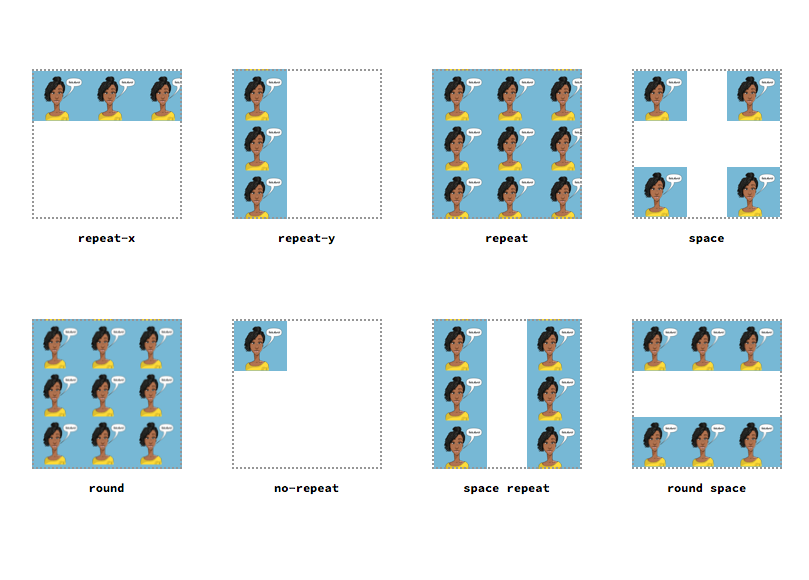 repeat-x
repeat-y
repeat
space
round
no-repeat
space repeat
round space